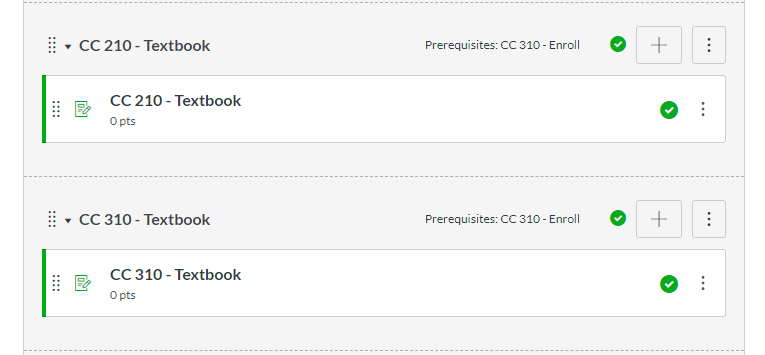 CC 210 - Textbook Prerequisites: CC 310 - Enroll
CC 210 - Textbook
0 pts
CC 310 - Textbook Prerequisites: CC 310 - Enroll
CC 310 - Textbook
0 pts